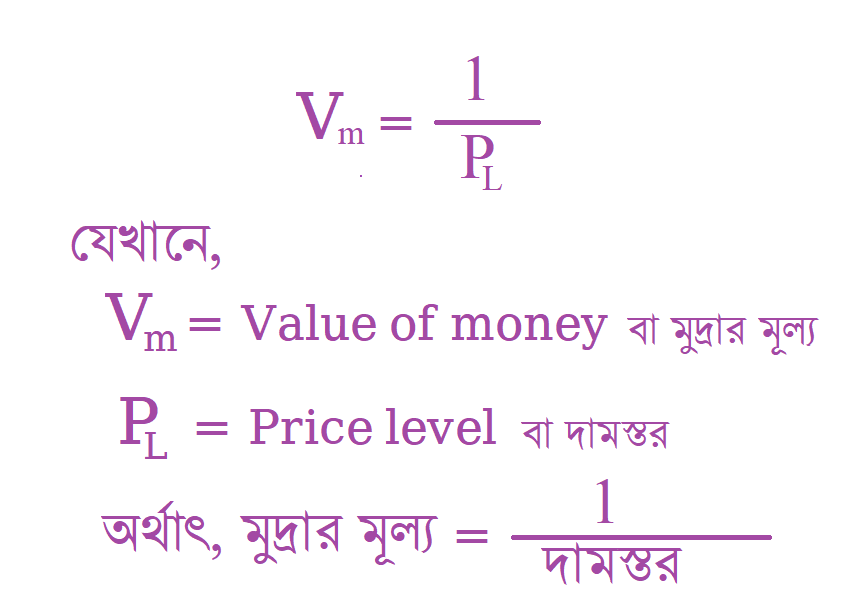 Vm = 1/PL
যেখানে,
Vm = Value of money বা মুদ্রার মূল্য
PL = Price level বা দামস্তর
অর্থাৎ, মুদ্রার মূল্য = 1/দামস্তর